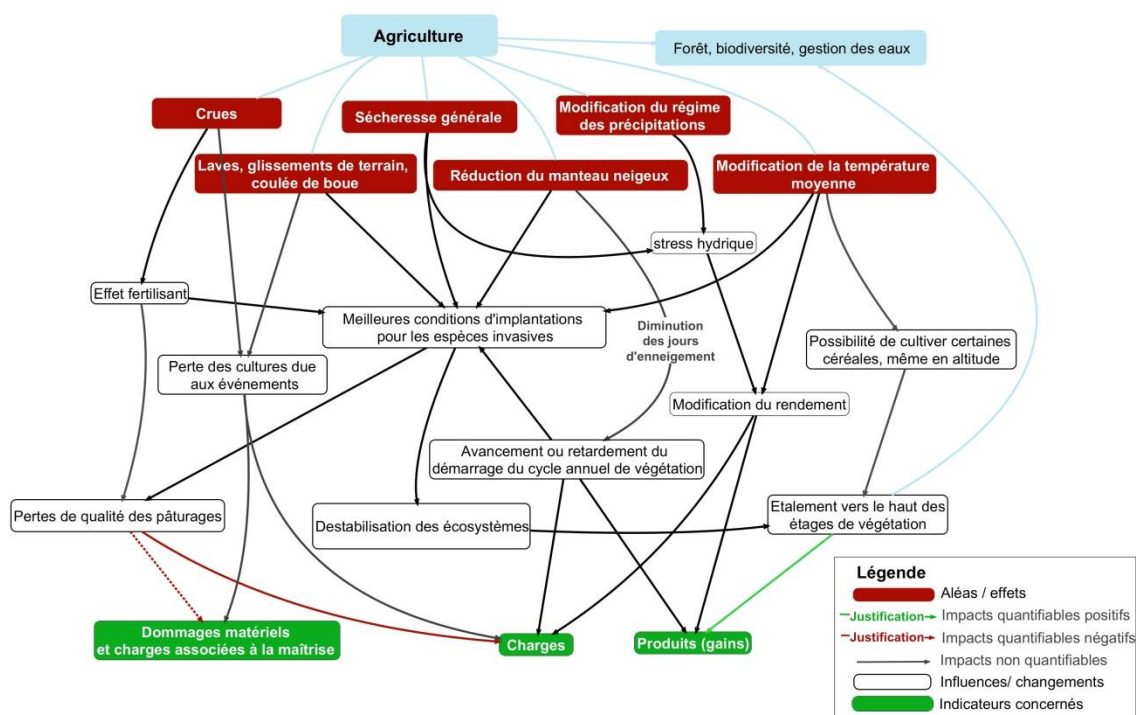 Agriculture
Forêt, biodiversité, gestion des eaux
Crues
Sécheresse générale
Modification du régime
des précipitations
Laves, glissements de terrain,
coulée de boue
Réduction du manteau neigeux
Modification de la température
moyenne
stress hydrique
Effet fertilisant
Meilleures conditions d'implantations
pour les espèces invasives
Diminution
des jours
d'enneigement
Possibilité de cultiver certaines
céréales, même en altitude
Perte des cultures due
aux événements
Modification du rendement
Avancement ou retardement du
démarrage du cycle annuel de végétation
Pertes de qualité des pâturages
Destabilisation des écosystèmes
Etalement vers le haut des
étages de végétation
Dommages matériels
et charges associées à la maîtrise
Charges
Produits (gains)
Légende
Aléas / effets
Justification
Impacts quantifiables positifs
Justification
Impacts quantifiables négatifs
Impacts non quantifiables
Influences/ changements
Indicateurs concernés